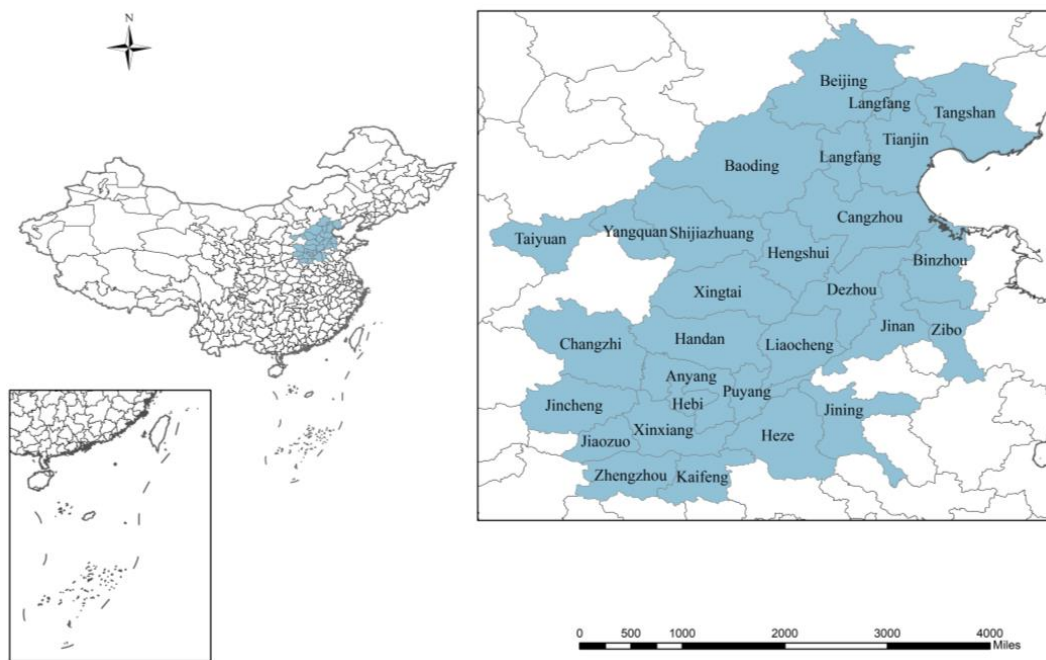 N
Beijing
Langfang
Tangshan
Tianjin
Baoding
Langfang
Cangzhou
Taiyuan
Yangquan
Shijiazhuang
Hengshui
Binzhou
Xingtai
Dezhou
Changzhi
Handan
Liaocheng
Jinan
Zibo
Anyang
Puyang
Hebi
Jincheng
Jining
Jiaozuo
Xinxiang
Heze
Zhengzhou
Kaifeng
0 500 1000 2000 3000 4000
Miles